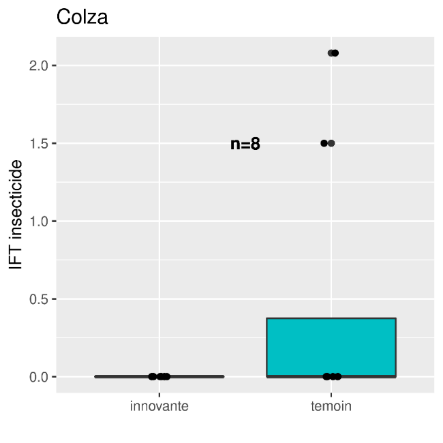 Colza
IFT insecticide
2.0
1.5
1.0
0.5
0.0
n=8
innovante
temoin